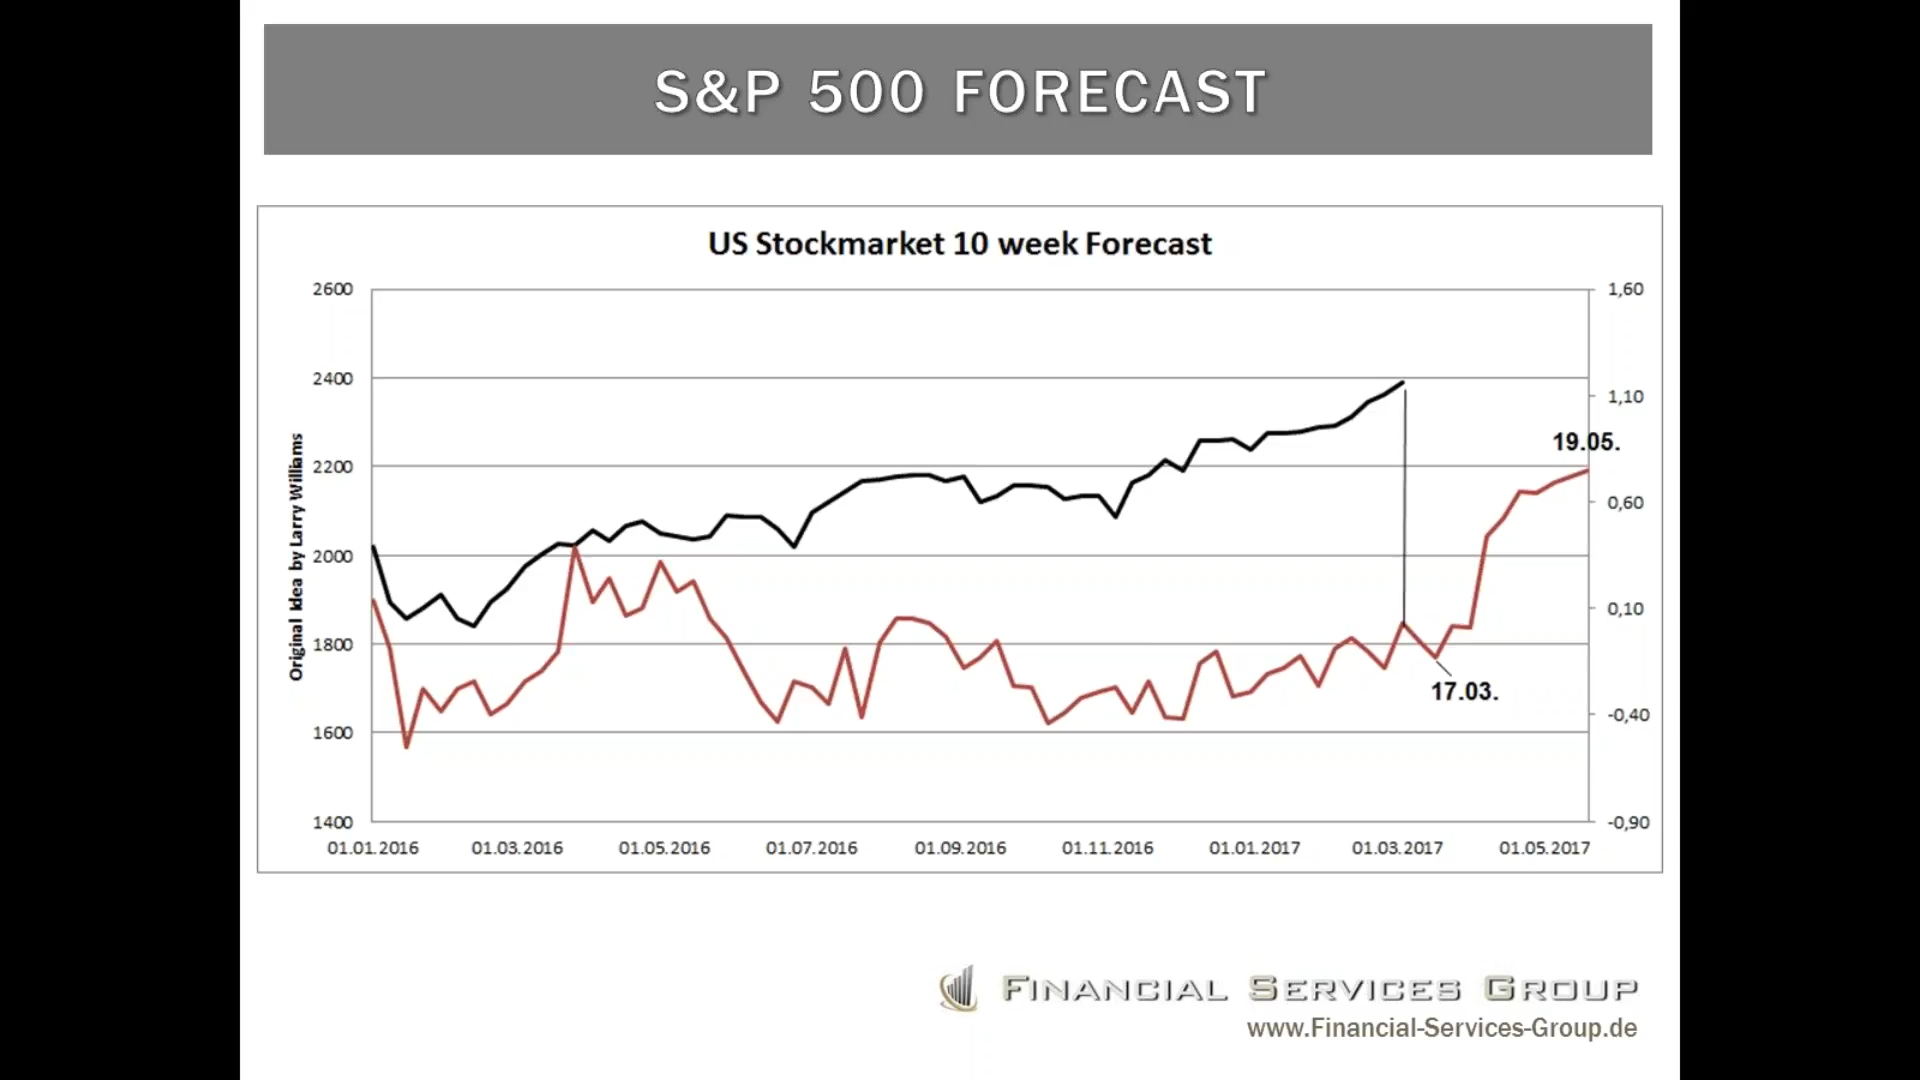 S&P 500 FORECAST
US Stockmarket 10 week Forecast
Original Idea by Larry Williams
2600
2400
2200
2000
1800
1600
1400
1,60
1,10
0,60
0,10
-0,40
-0,90
19.05.
17.03.
01.01.2016 01.03.2016 01.05.2016 01.07.2016 01.09.2016 01.11.2016 01.01.2017 01.03.2017 01.05.2017
FINANCIAL SERVICES GROUP
www.Financial-Services-Group.de